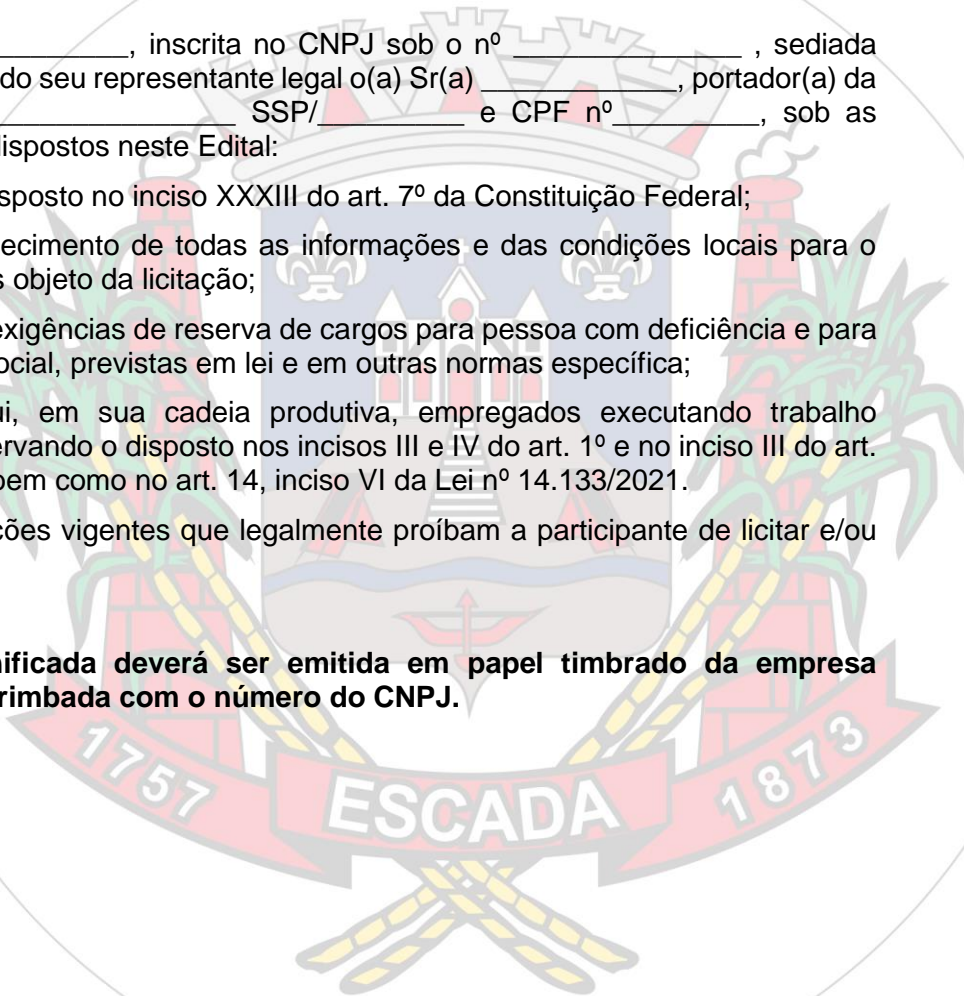 __________, inscrita no CNPJ sob o nº ______________ , sediada
do seu representante legal o(a) Sr(a) ____________, portador(a) da
_______________ SSP/_________ e CPF nº_________, sob as
dispostos neste Edital:
sposto no inciso XXXIII do art. 7º da Constituição Federal;
ecimento de todas as informações e das condições locais para o
s objeto da licitação;
exigências de reserva de cargos para pessoa com deficiência e para
ocial, previstas em lei e em outras normas específica;
ui, em sua cadeia produtiva, empregados executando trabalho
ervando o disposto nos incisos III e IV do art. 1º e no inciso III do art.
bem como no art. 14, inciso VI da Lei nº 14.133/2021.
ções vigentes que legalmente proíbam a participante de licitar e/ou
nificada deverá ser emitida em papel timbrado da empresa
rimbada com o número do CNPJ.
1757 ESCADA 1873